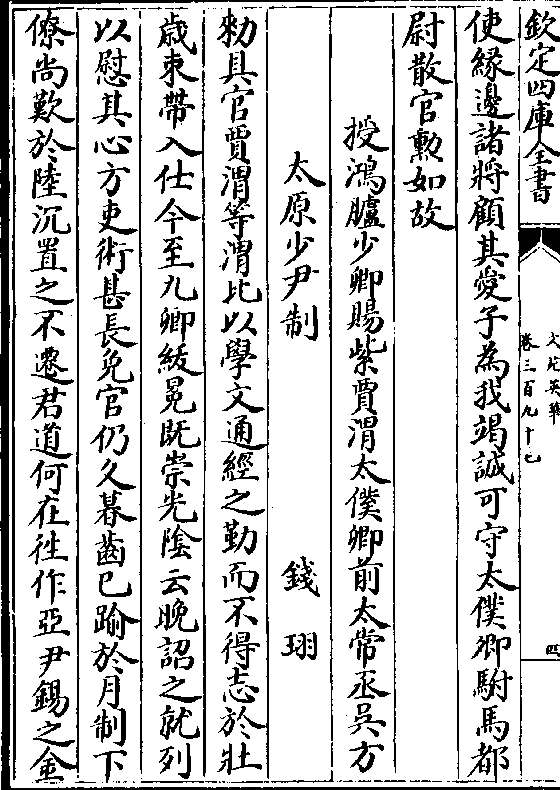 欽定四庫全書
文苑英華
卷三百九十七
四
使縁邊諸將顧其愛子為我竭誠可守太僕卿駙馬都
尉散官勲如故
授鴻臚少卿賜紫賈渭太僕卿前太常丞吳方
太原少尹制
錢珝
勅具官賈渭等渭比以學文通經之勤而不得志於壯
歳束帶入仕今至九卿紱冕既崇光陰云晚詔之就列
以慰其心方吏術甚長免官仍久暮齒已踰於月制下
僚尚歎於陸沉置之不遷君道何在徃作亞尹錫之金